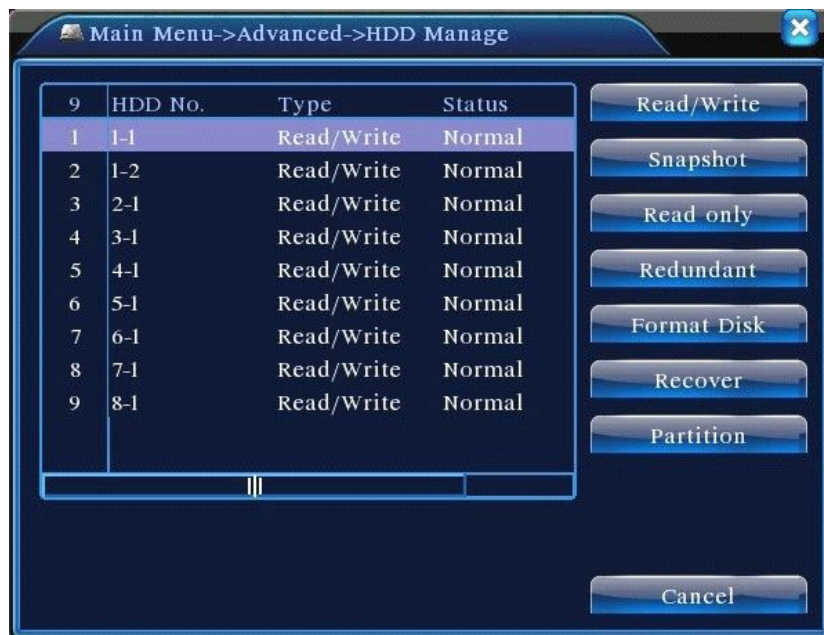 Main Menu->Advanced->HDD Manage
9 HDD No. Type Status
1 1-1 Read/Write Normal
2 1-2 Read/Write Normal
3 2-1 Read/Write Normal
4 3-1 Read/Write Normal
5 4-1 Read/Write Normal
6 5-1 Read/Write Normal
7 6-1 Read/Write Normal
8 7-1 Read/Write Normal
9 8-1 Read/Write Normal
Read/Write
Snapshot
Read only
Redundant
Format Disk
Recover
Partition
Cancel